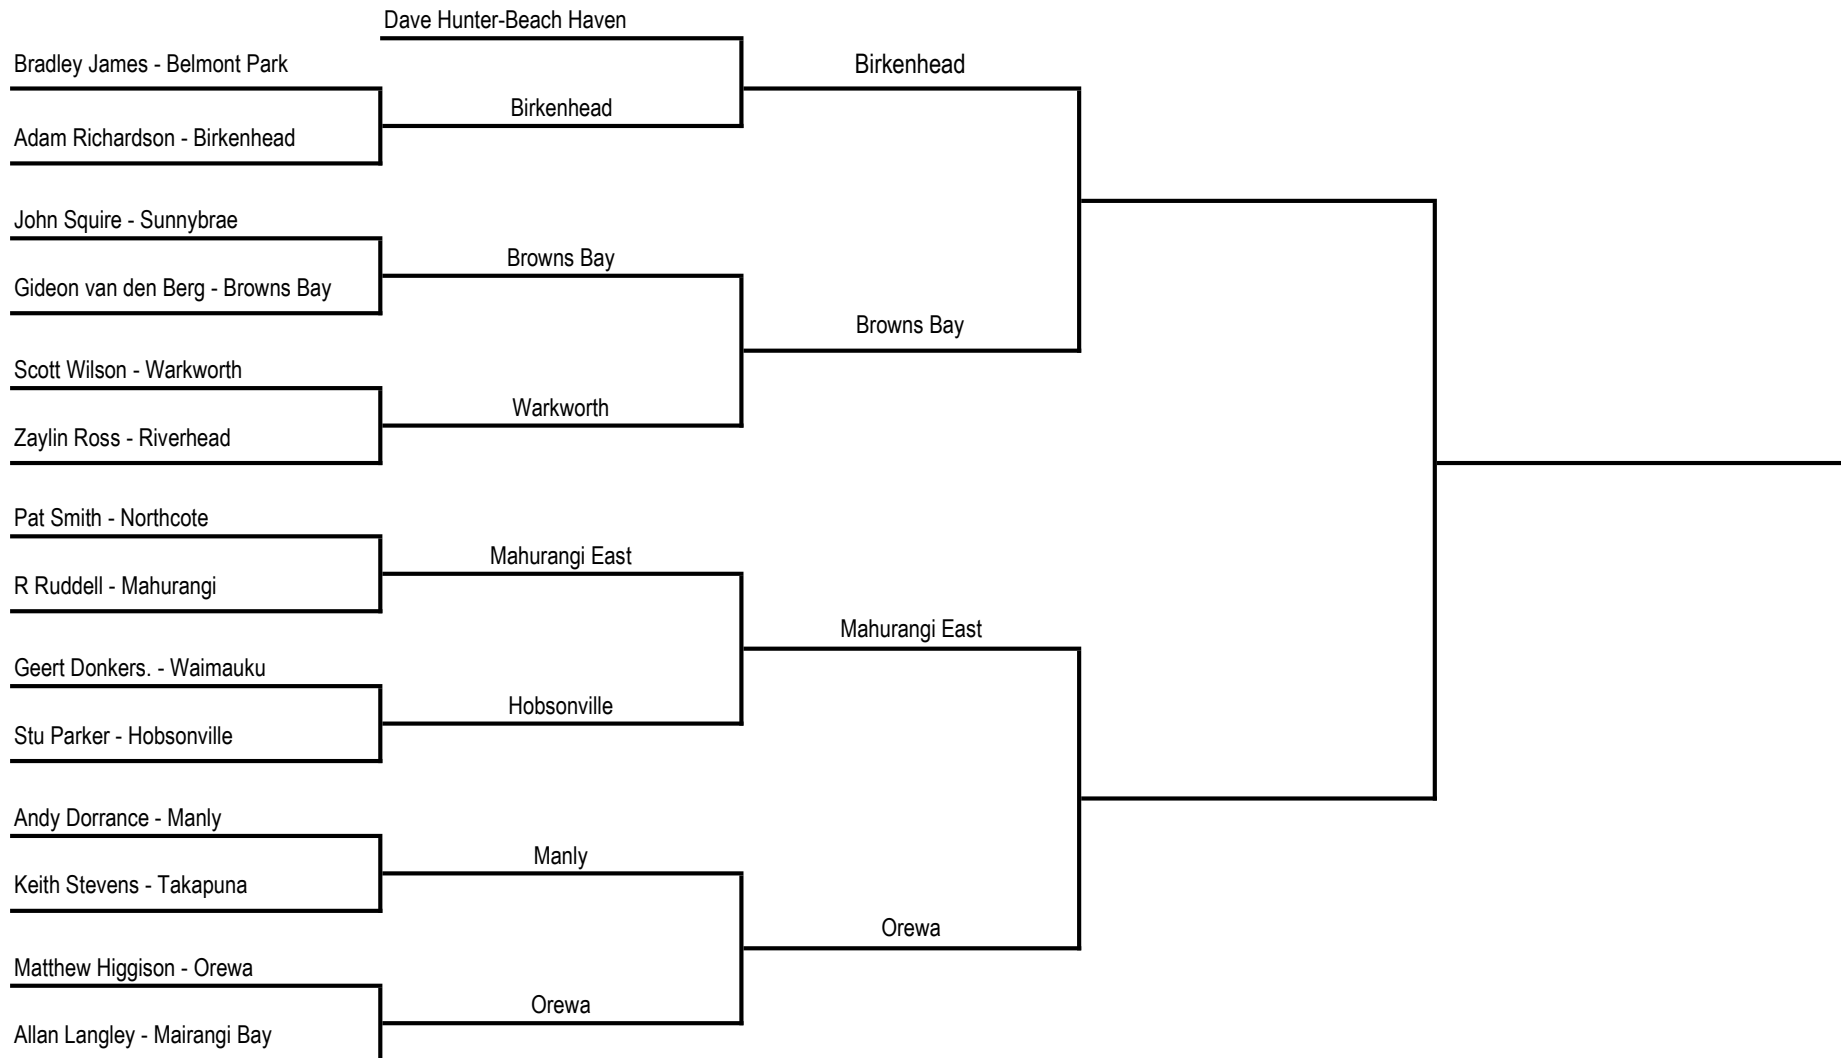 Dave Hunter-Beach Haven
Bradley James - Belmont Park
Birkenhead
Birkenhead
Adam Richardson - Birkenhead
John Squire - Sunnybrae
Browns Bay
Gideon van den Berg - Browns Bay
Browns Bay
Scott Wilson - Warkworth
Warkworth
Zaylin Ross - Riverhead
Pat Smith - Northcote
Mahurangi East
R Ruddell - Mahurangi
Mahurangi East
Geert Donkers. - Waimauku
Hobsonville
Stu Parker - Hobsonville
Andy Dorrance - Manly
Manly
Keith Stevens - Takapuna
Orewa
Matthew Higgison - Orewa
Orewa
Allan Langley - Mairangi Bay